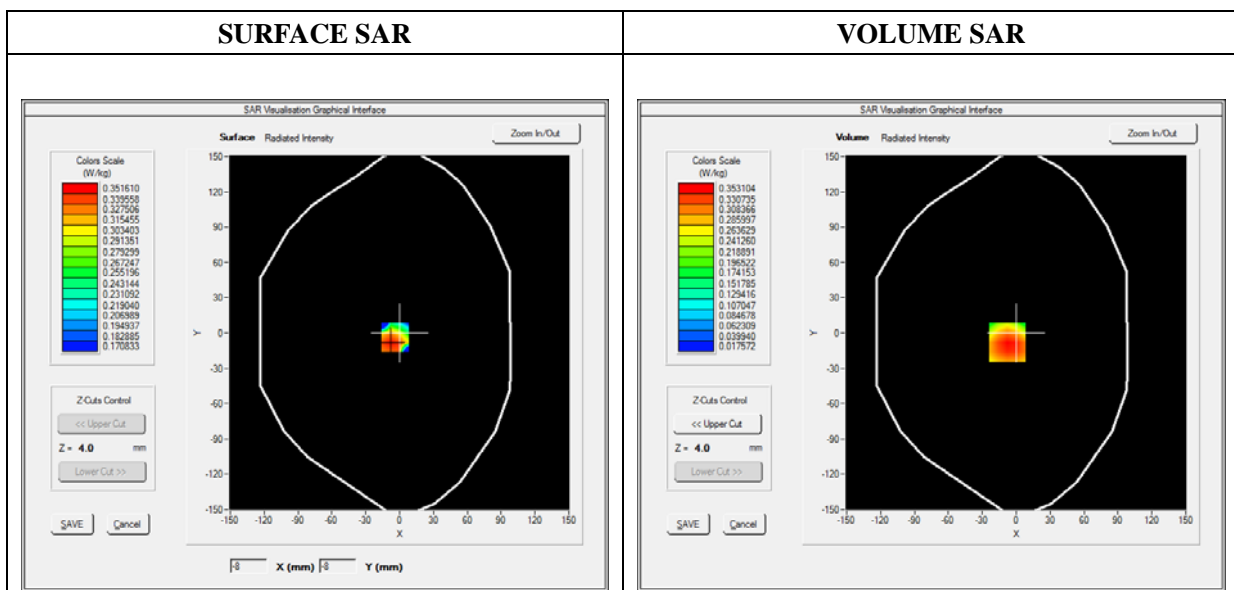 SURFACE SAR
VOLUME SAR
SAR Visualisation Graphical Interface
Surface Radiated Intensity
Zoom In/Out
Colors Scale
(W/kg)
0.351610
0.339558
0.327506
0.315455
0.303403
0.291351
0.279299
0.267247
0.255196
0.243144
0.231092
0.219040
0.206989
0.194937
0.182885
0.170833
Z-Cuts Control
<< Upper Cut
Z = 4.0 mm
Lower Cut >>
SAVE Cancel
150
120
90
60
30
0
-30
-60
-90
-120
-150
Y
-150 -120 -90 -60 -30 0 30 60 90 120 150
X
-8 X (mm) -8 Y (mm)
SAR Visualisation Graphical Interface
Volume Radiated Intensity
Zoom In/Out
Colors Scale
(W/kg)
0.353104
0.330735
0.308366
0.285997
0.263629
0.241260
0.218891
0.196522
0.174153
0.151785
0.129416
0.107047
0.084678
0.062309
0.039940
0.017572
Z-Cuts Control
<< Upper Cut
Z = 4.0 mm
Lower Cut >>
SAVE Cancel
150
120
90
60
30
0
-30
-60
-90
-120
-150
Y
-150 -120 -90 -60 -30 0 30 60 90 120 150
X